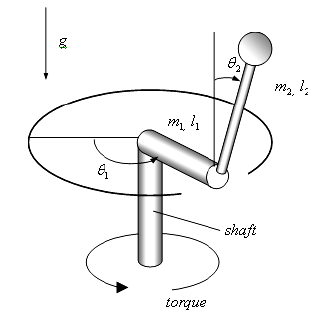 g
θ₂
m₂, l₂
m₁, l₁
θ₁
shaft
torque